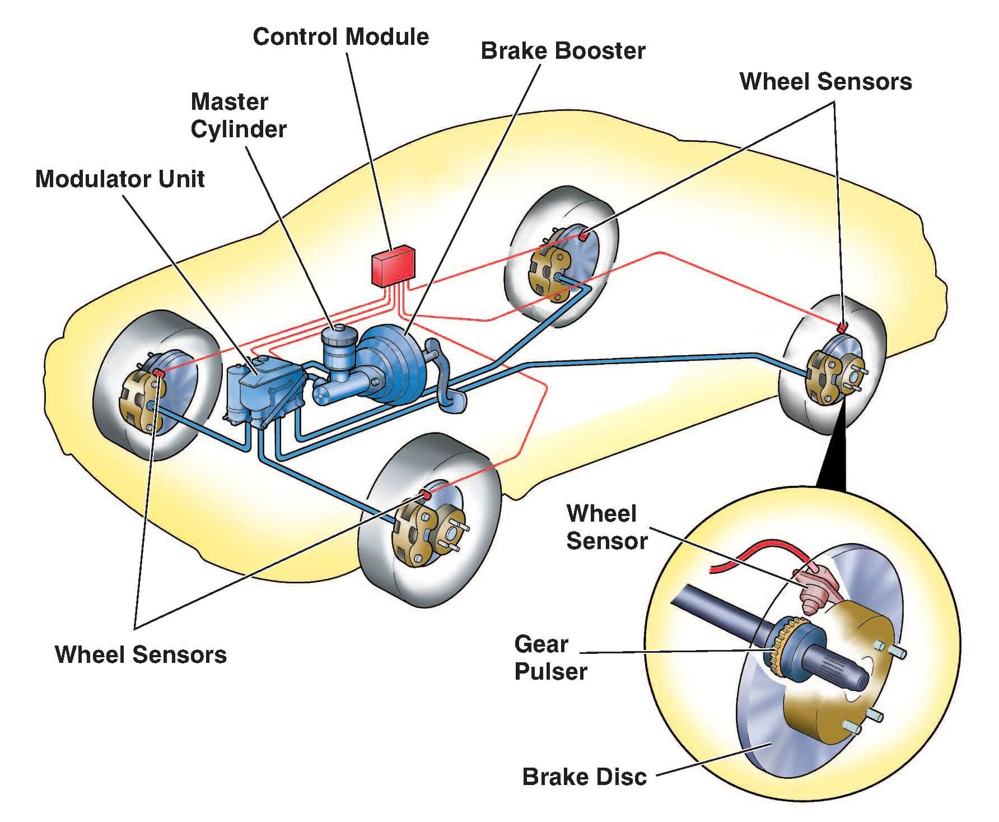 Control Module
Brake Booster
Wheel Sensors
Master
Cylinder
Modulator Unit
Wheel
Sensor
Gear
Pulser
Wheel Sensors
Brake Disc